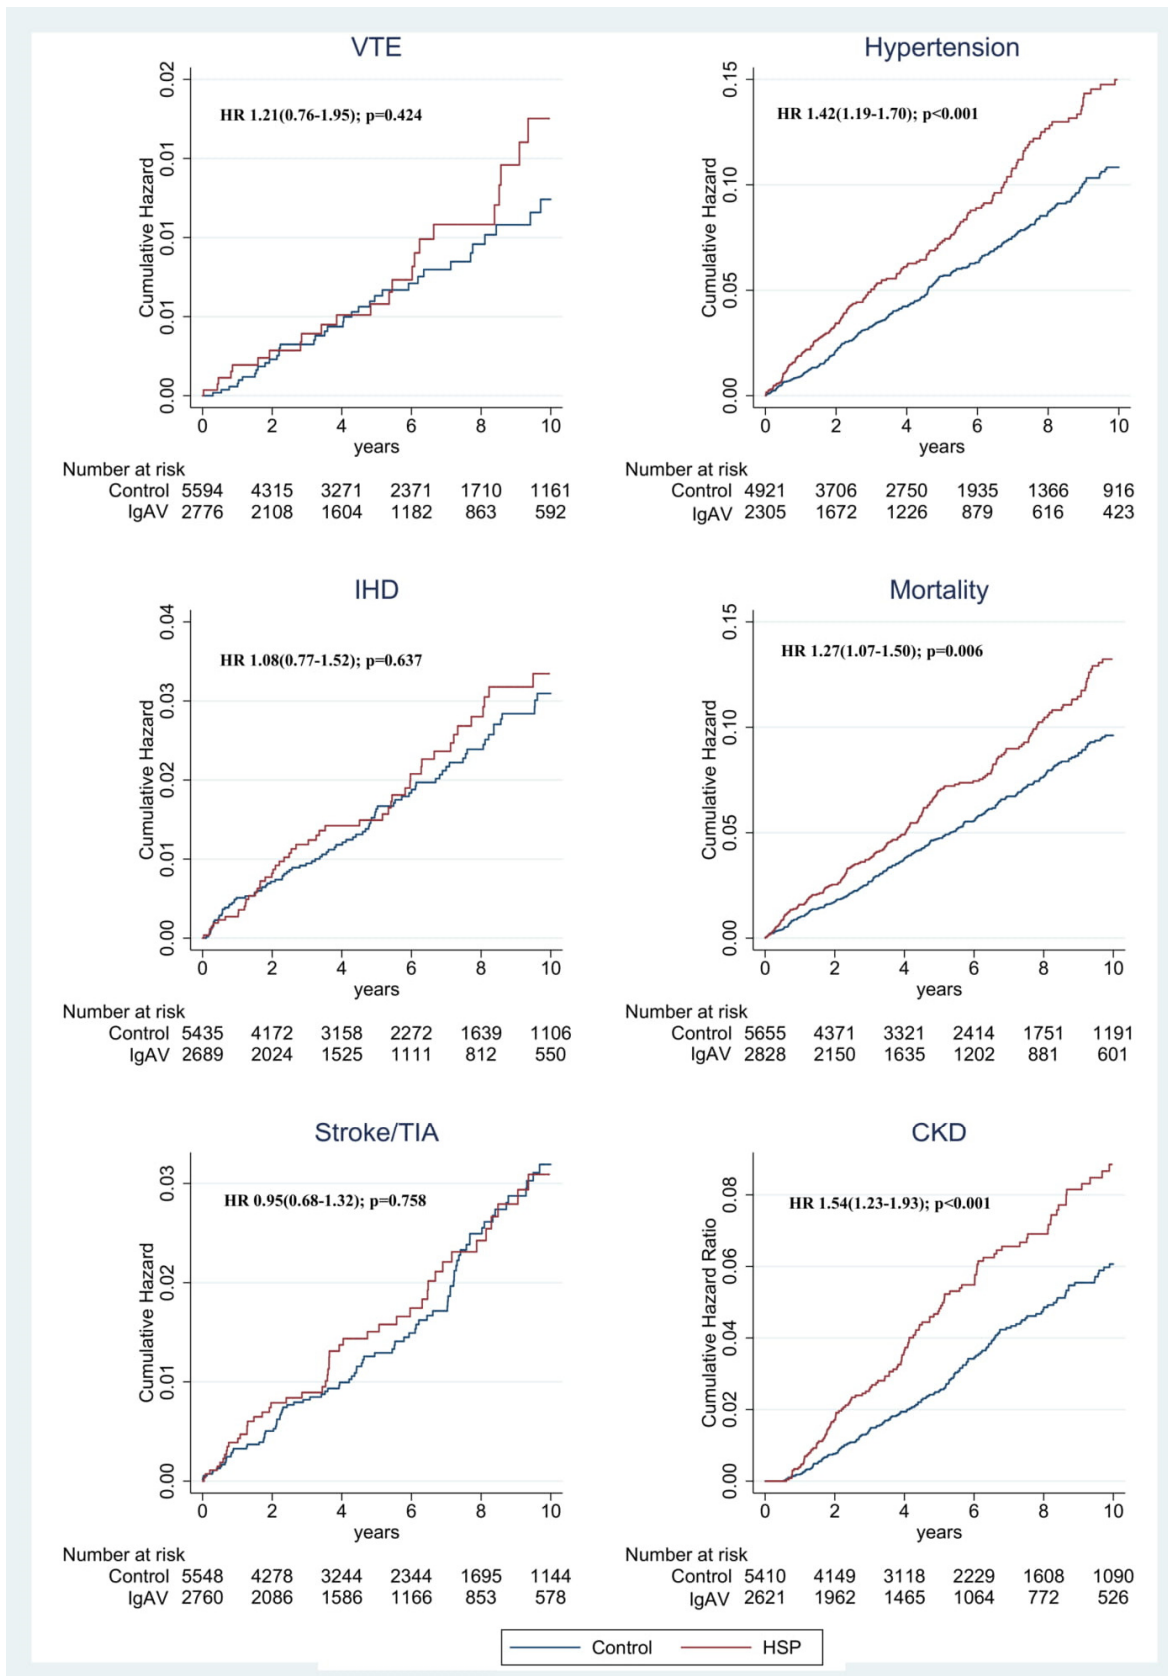 VTE
HR 1.21(0.76-1.95); p=0.424
Cumulative Hazard
0.02
0.01
0.01
0.01
0.00
0 2 4 6 8 10
years
Number at risk
Control 5594 4315 3271 2371 1710 1161
IgAV 2776 2108 1604 1182 863 592
Hypertension
HR 1.42(1.19-1.70); p<0.001
Cumulative Hazard
0.15
0.10
0.05
0.00
0 2 4 6 8 10
years
Number at risk
Control 4921 3706 2750 1935 1366 916
IgAV 2305 1672 1226 879 616 423
IHD
HR 1.08(0.77-1.52); p=0.637
Cumulative Hazard
0.04
0.03
0.02
0.01
0.00
0 2 4 6 8 10
years
Number at risk
Control 5435 4172 3158 2272 1639 1106
IgAV 2689 2024 1525 1111 812 550
Mortality
HR 1.27(1.07-1.50); p=0.006
Cumulative Hazard
0.15
0.10
0.05
0.00
0 2 4 6 8 10
years
Number at risk
Control 5655 4371 3321 2414 1751 1191
IgAV 2828 2150 1635 1202 881 601
Stroke/TIA
HR 0.95(0.68-1.32); p=0.758
Cumulative Hazard
0.03
0.02
0.01
0.00
0 2 4 6 8 10
years
Number at risk
Control 5548 4278 3244 2344 1695 1144
IgAV 2760 2086 1586 1166 853 578
CKD
HR 1.54(1.23-1.93); p<0.001
Cumulative Hazard Ratio
0.08
0.06
0.04
0.02
0.00
0 2 4 6 8 10
years
Number at risk
Control 5410 4149 3118 2229 1608 1090
IgAV 2621 1962 1465 1064 772 526
Control HSP